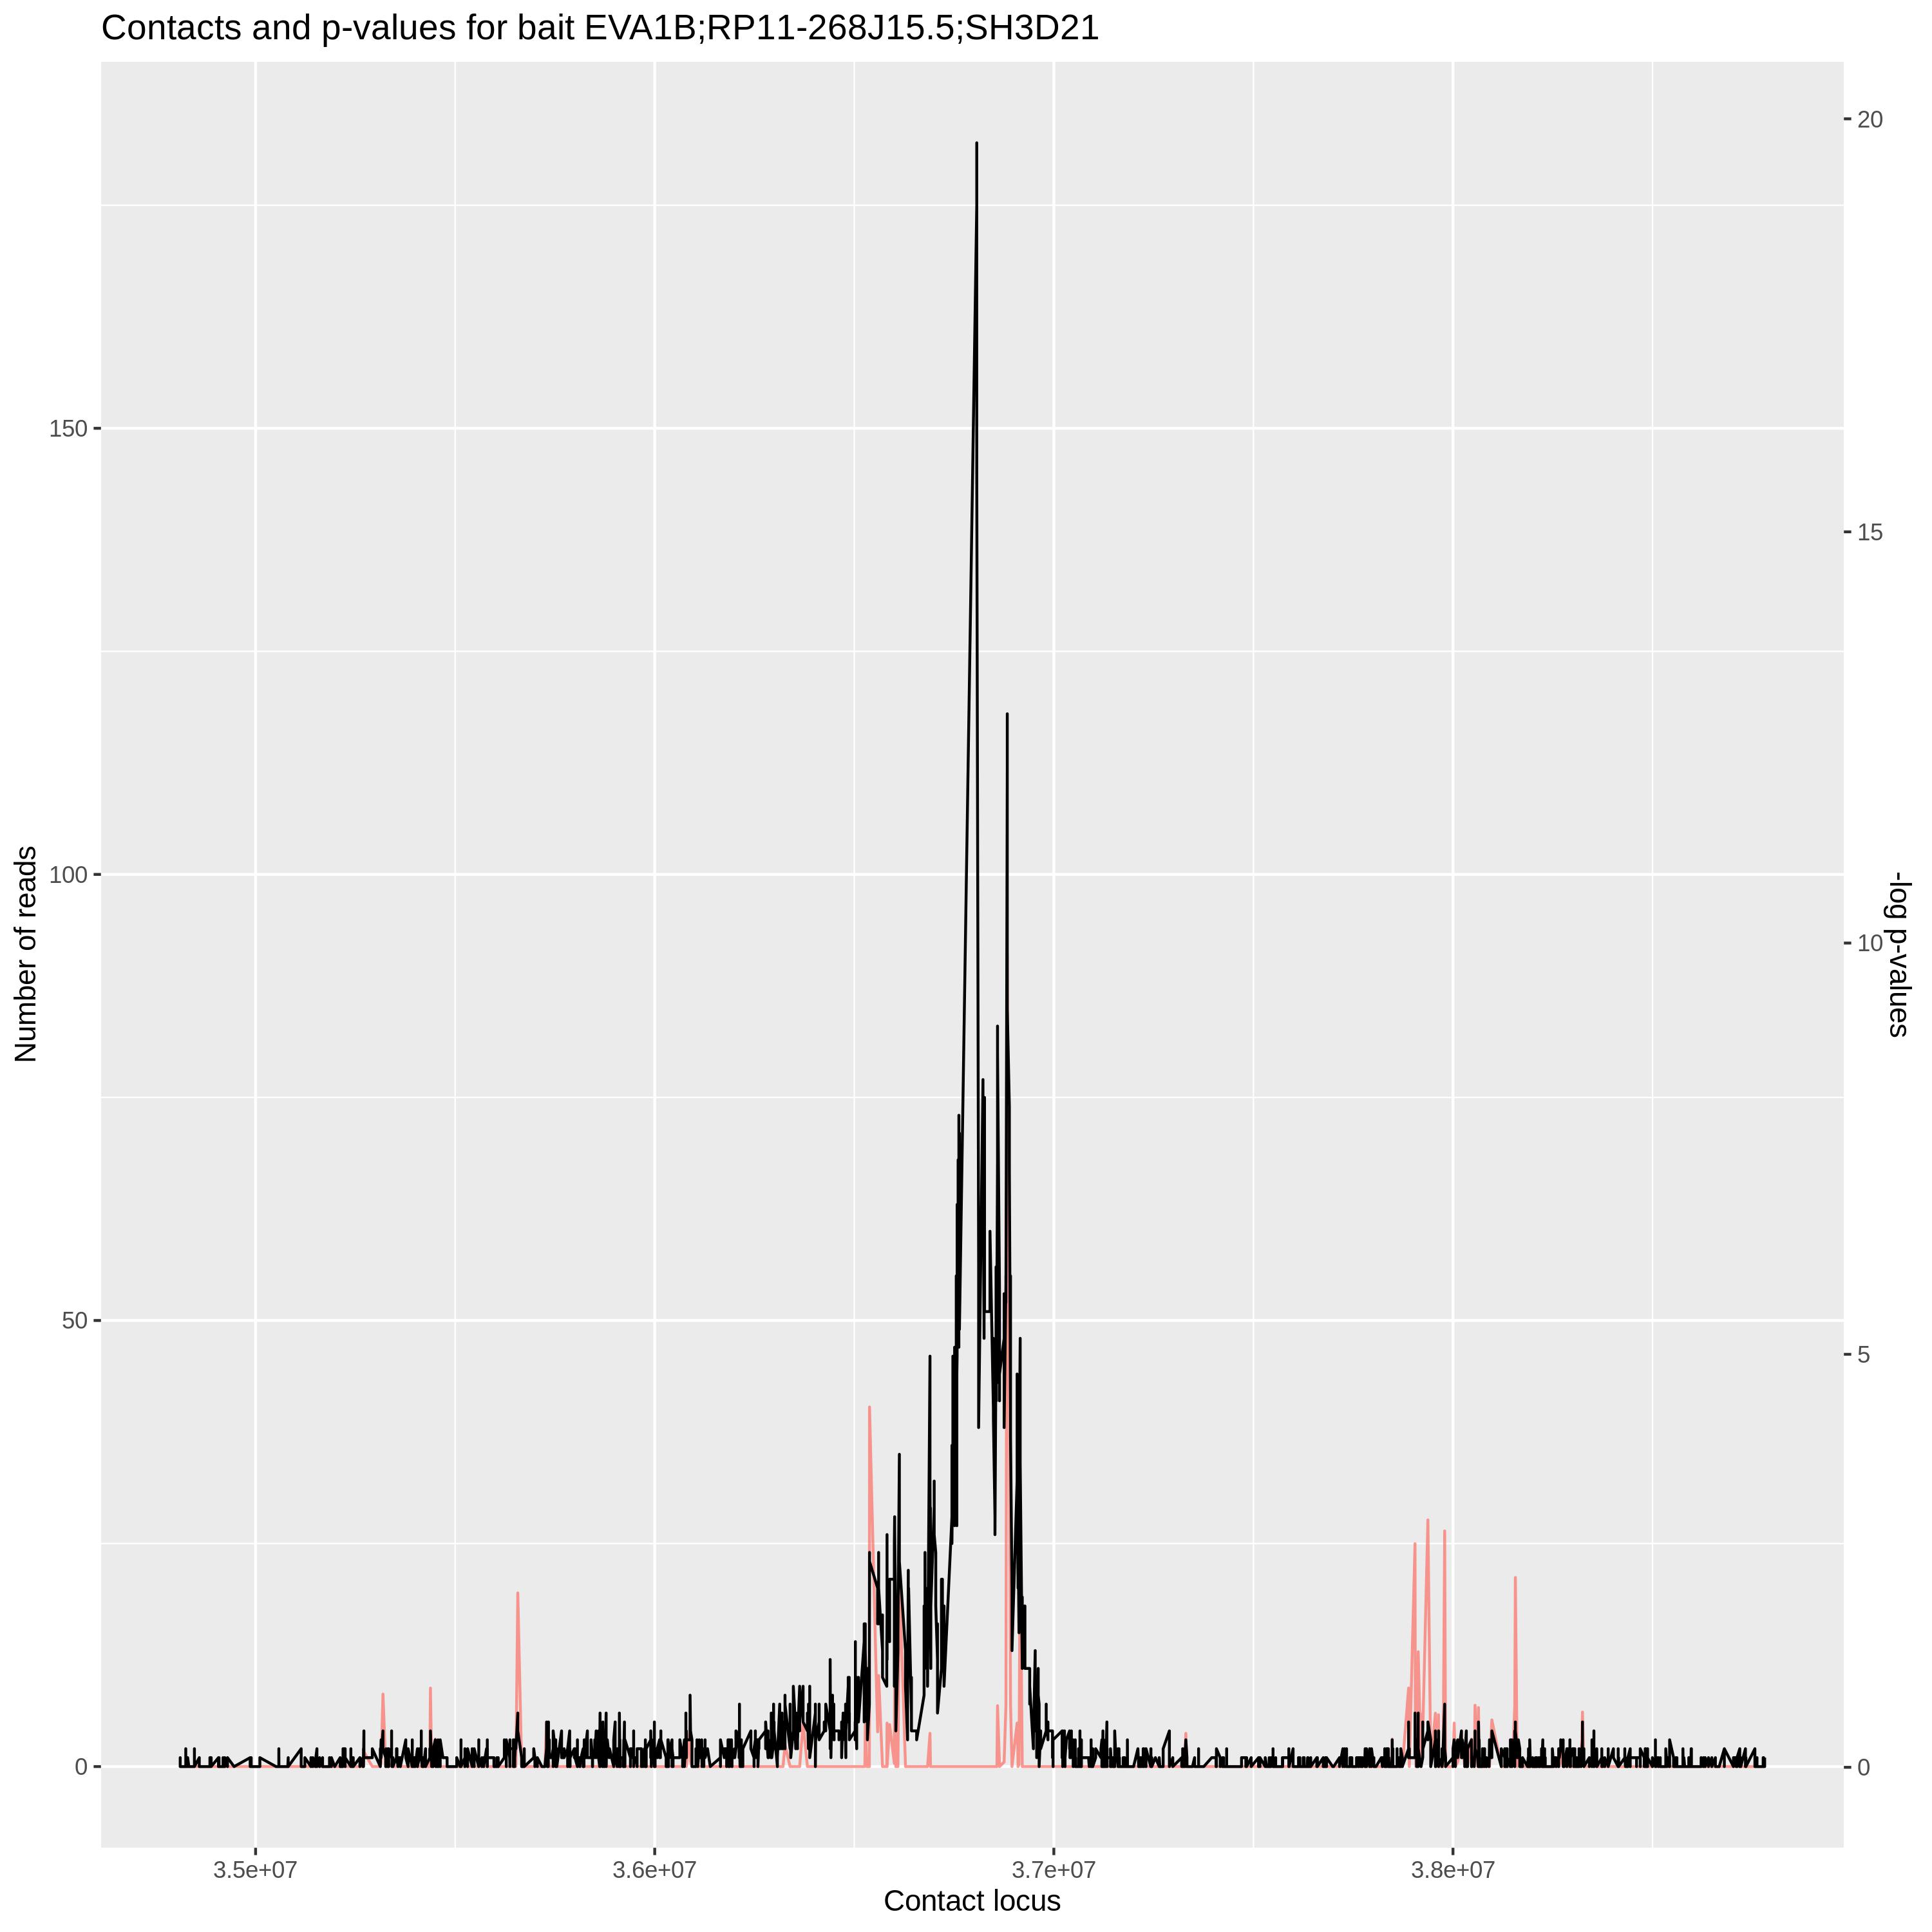 Contacts and p-values for bait EVA1B;RP11-268J15.5;SH3D21
Number of reads
150
100
50
0
20
15
10
5
0
-log p-values
3.5e+07
3.6e+07
3.7e+07
3.8e+07
Contact locus